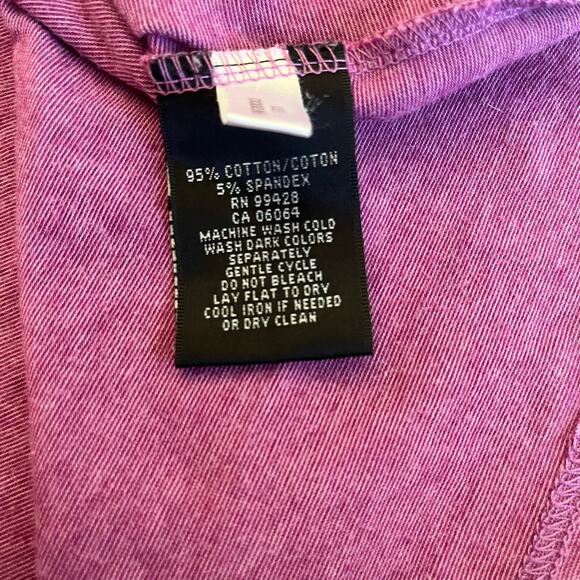 95% COTTON/COTON
5% SPANDEX
RN 99428
CA 06064
MACHINE WASH COLD
WASH DARK COLORS
SEPARATELY
GENTLE CYCLE
DO NOT BLEACH
LAY FLAT TO DRY
COOL IRON IF NEEDED
OR DRY CLEAN